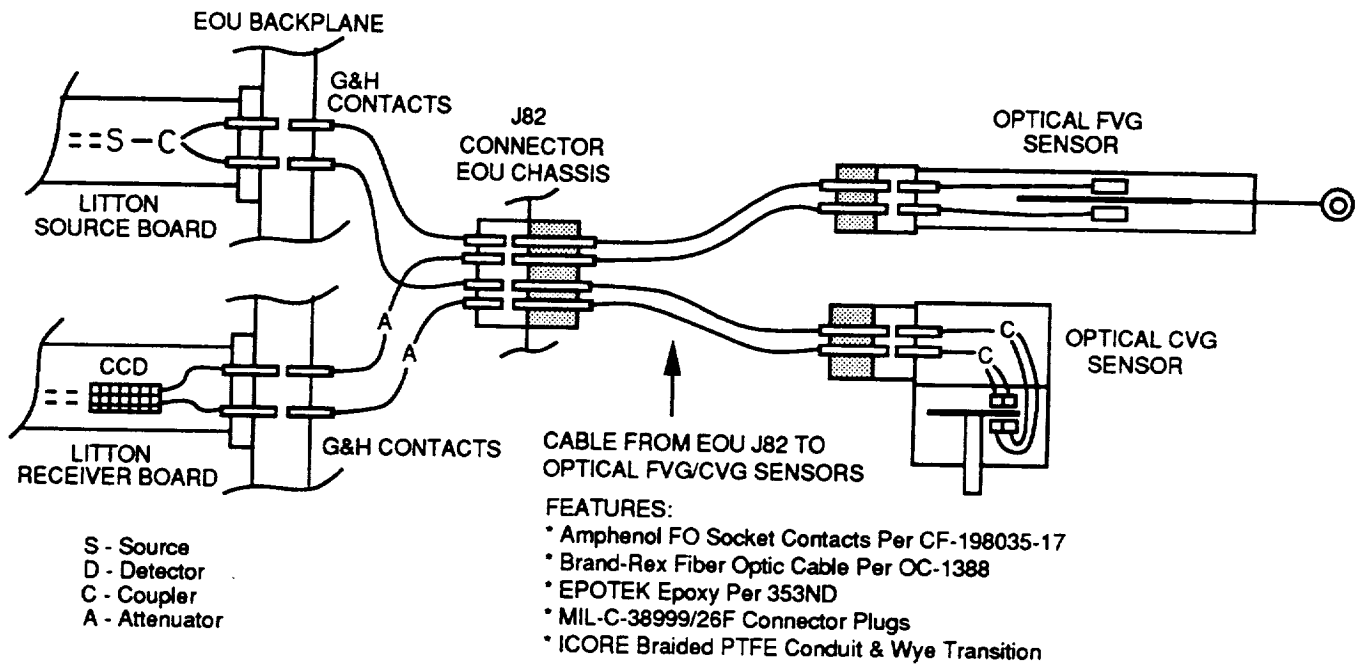 EOU BACKPLANE
G&H
CONTACTS
J82
CONNECTOR
EOU CHASSIS
OPTICAL FVG
SENSOR
==S-C
LITTON
SOURCE BOARD
A
A
CCD
LITTON
RECEIVER BOARD
G&H CONTACTS
C
C
OPTICAL CVG
SENSOR
CABLE FROM EOU J82 TO
OPTICAL FVG/CVG SENSORS
FEATURES:
* Amphenol FO Socket Contacts Per CF-198035-17
* Brand-Rex Fiber Optic Cable Per OC-1388
* EPOTEK Epoxy Per 353ND
* MIL-C-38999/26F Connector Plugs
* ICORE Braided PTFE Conduit & Wye Transition
S - Source
D - Detector
C - Coupler
A - Attenuator